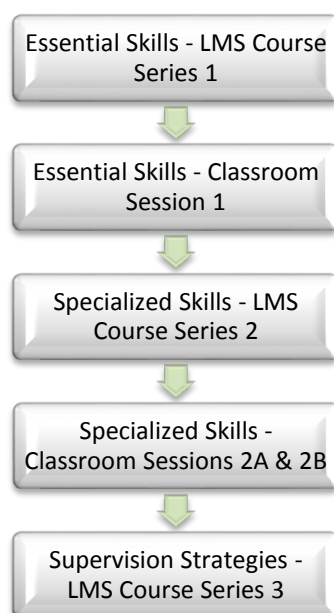 Essential Skills - LMS Course
Series 1
Essential Skills - Classroom
Session 1
Specialized Skills - LMS
Course Series 2
Specialized Skills -
Classroom Sessions 2A & 2B
Supervision Strategies -
LMS Course Series 3